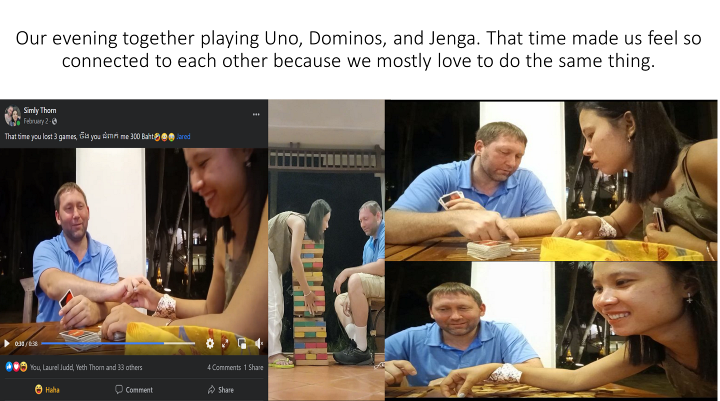 Our evening together playing Uno, Dominos, and Jenga. That time made us feel so
connected to each other because we mostly love to do the same thing.
Simly Thorn
February 2 ·
That time you lost 3 games, ចឹង you ជំពាក់ me 300 Baht🤣😂😂 Jared
0:30 / 0:38
You, Laurel Judd, Yeth Thorn and 33 others
4 Comments 1 Share
Haha
Comment
Share